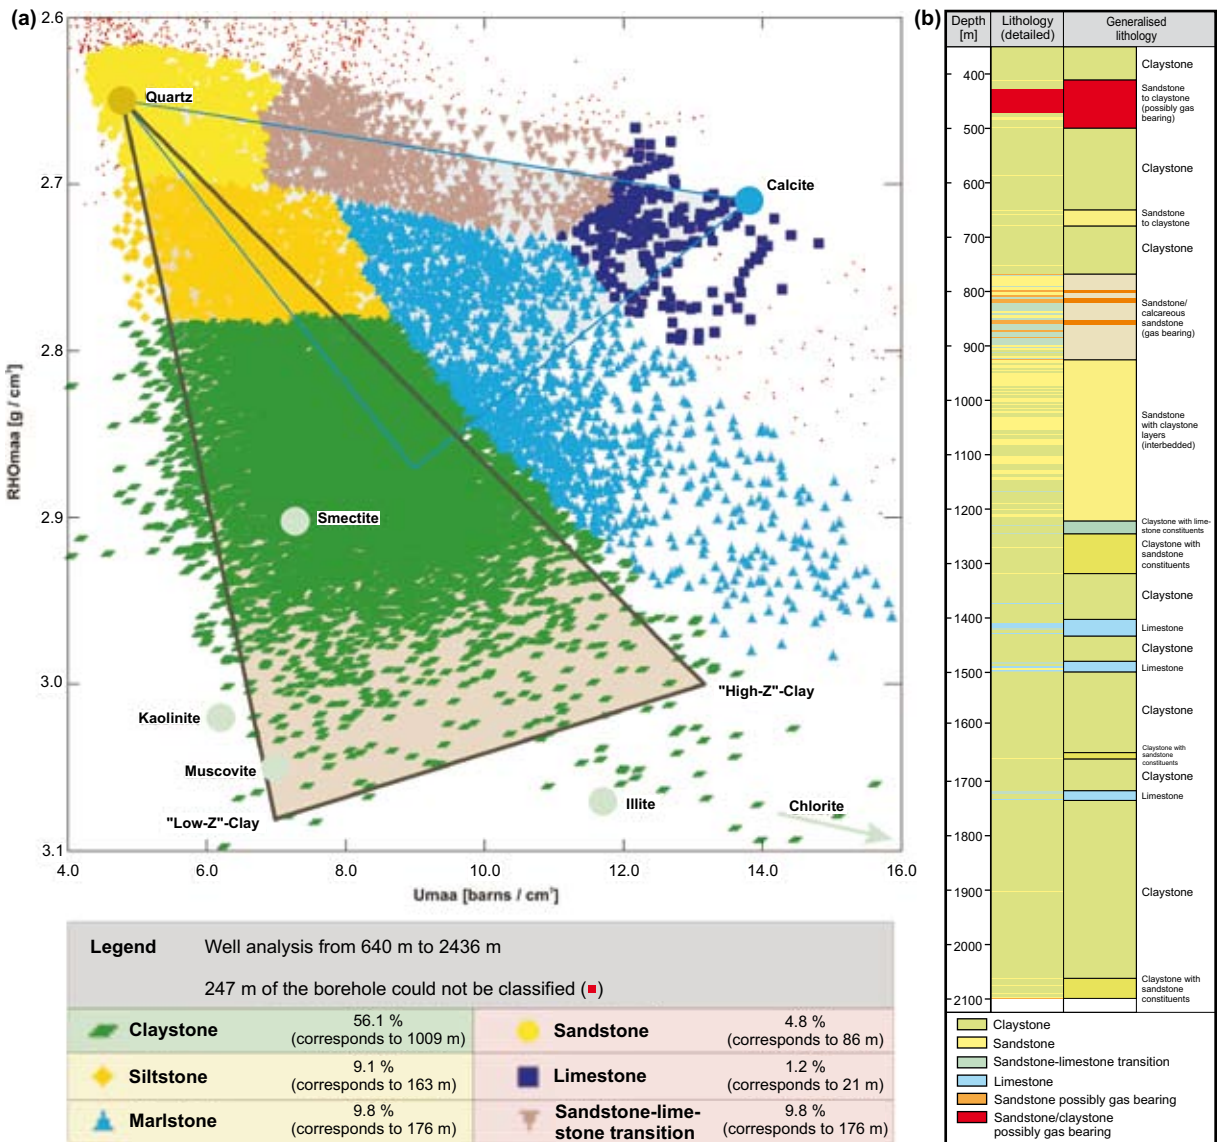 (a)
2.6
2.7
2.8
2.9
3.0
3.1
RHOmaa [g / cm³]
4.0 6.0 8.0 10.0 12.0 14.0 16.0
Umaa [barns / cm³]
Quartz
Calcite
Smectite
Kaolinite
Muscovite
"Low-Z"-Clay
"High-Z"-Clay
Illite
Chlorite
Legend Well analysis from 640 m to 2436 m
247 m of the borehole could not be classified ( )
Claystone 56.1 %
(corresponds to 1009 m)
Sandstone 4.8 %
(corresponds to 86 m)
Siltstone 9.1 %
(corresponds to 163 m)
Limestone 1.2 %
(corresponds to 21 m)
Marlstone 9.8 %
(corresponds to 176 m)
Sandstone-lime-
stone transition
9.8 %
(corresponds to 176 m)
(b)
Depth
[m]
Lithology
(detailed)
Generalised
lithology
400
500
600
700
800
900
1000
1100
1200
1300
1400
1500
1600
1700
1800
1900
2000
2100
Claystone
Sandstone
to claystone
(possibly gas
bearing)
Claystone
Sandstone
to claystone
Claystone
Sandstone/
calcareous
sandstone
(gas bearing)
Sandstone
with claystone
layers
(interbedded)
Claystone with lime-
stone constituents
Claystone with
sandstone
constituents
Claystone
Limestone
Claystone
Limestone
Claystone
Claystone with
sandstone
constituents
Claystone
Limestone
Claystone
Claystone with
sandstone
constituents
Claystone
Sandstone
Sandstone-limestone transition
Limestone
Sandstone possibly gas bearing
Sandstone/claystone
possibly gas bearing